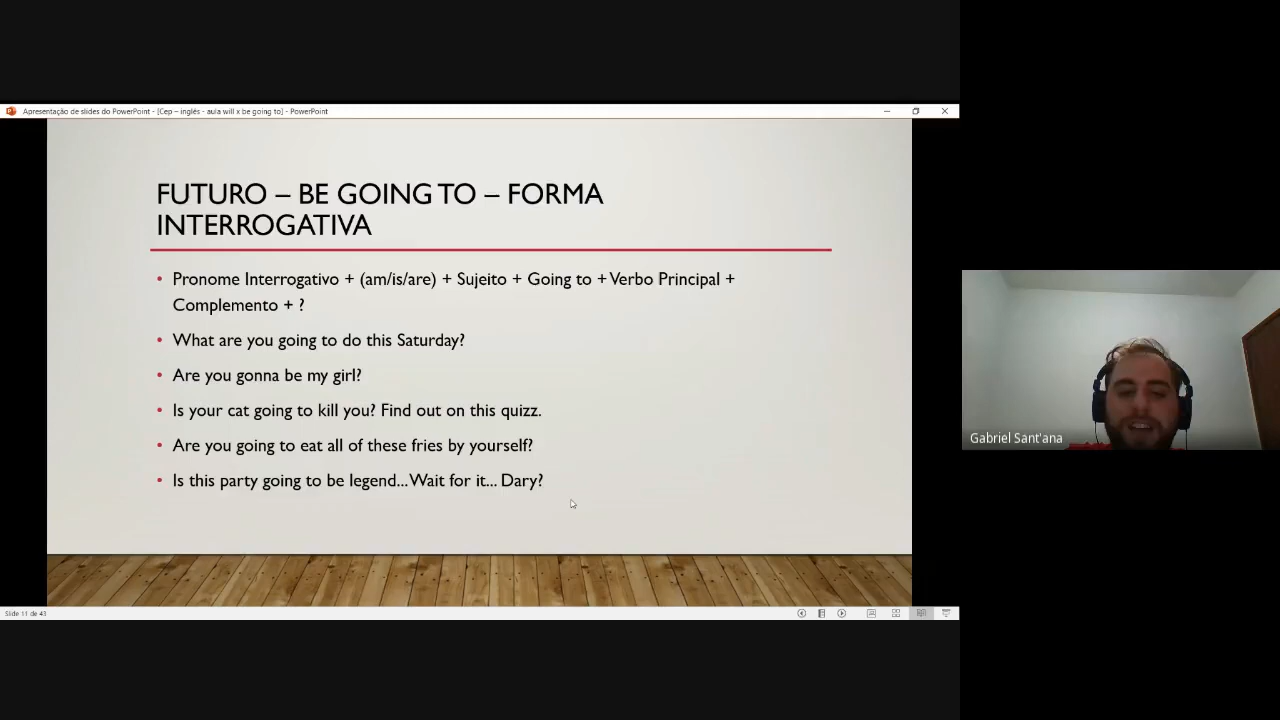 Apresentação de slides do PowerPoint - [Cep – inglês - aula will x be going to] - PowerPoint
FUTURO – BE GOING TO – FORMA
INTERROGATIVA
• Pronome Interrogativo + (am/is/are) + Sujeito + Going to + Verbo Principal +
Complemento + ?
• What are you going to do this Saturday?
• Are you gonna be my girl?
• Is your cat going to kill you? Find out on this quizz.
• Are you going to eat all of these fries by yourself?
• Is this party going to be legend... Wait for it... Dary?
Gabriel Sant'ana
Slide 11 de 43